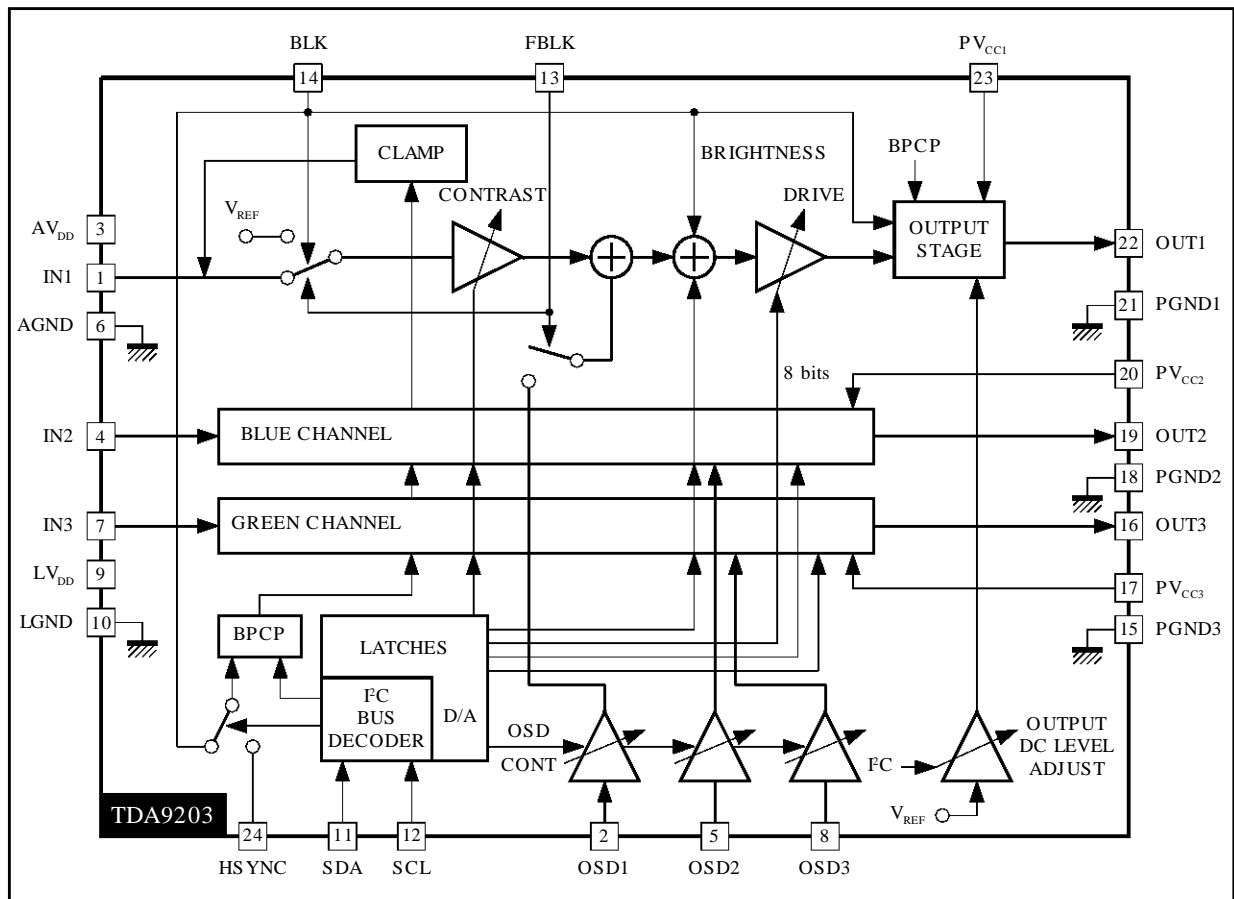 BLK
FBLK
PVCC1
14
13
23
CLAMP
BRIGHTNESS
BPCP
CONTRAST
DRIVE
VREF
AVDD
3
OUTPUT
STAGE
22
OUT1
IN1
1
21
PGND1
AGND
6
8 bits
20
PVCC2
IN2
4
BLUE CHANNEL
19
OUT2
18
PGND2
IN3
7
GREEN CHANNEL
16
OUT3
LVDD
9
17
PVCC3
LGND
10
BPCP
LATCHES
15
PGND3
I²C
BUS
DECODER
D/A
OSD
CONT
I²C
OUTPUT
DC LEVEL
ADJUST
VREF
TDA9203
24
11
12
2
5
8
HSYNC
SDA
SCL
OSD1
OSD2
OSD3